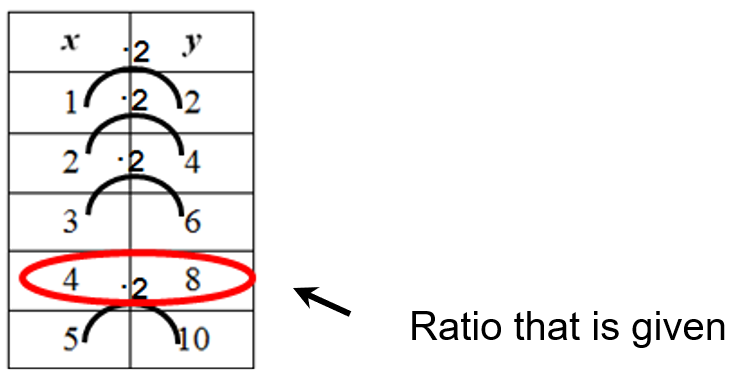 x ·2 y
1 ·2 2
2 ·2 4
3 6
4 ·2 8
5 10
Ratio that is given